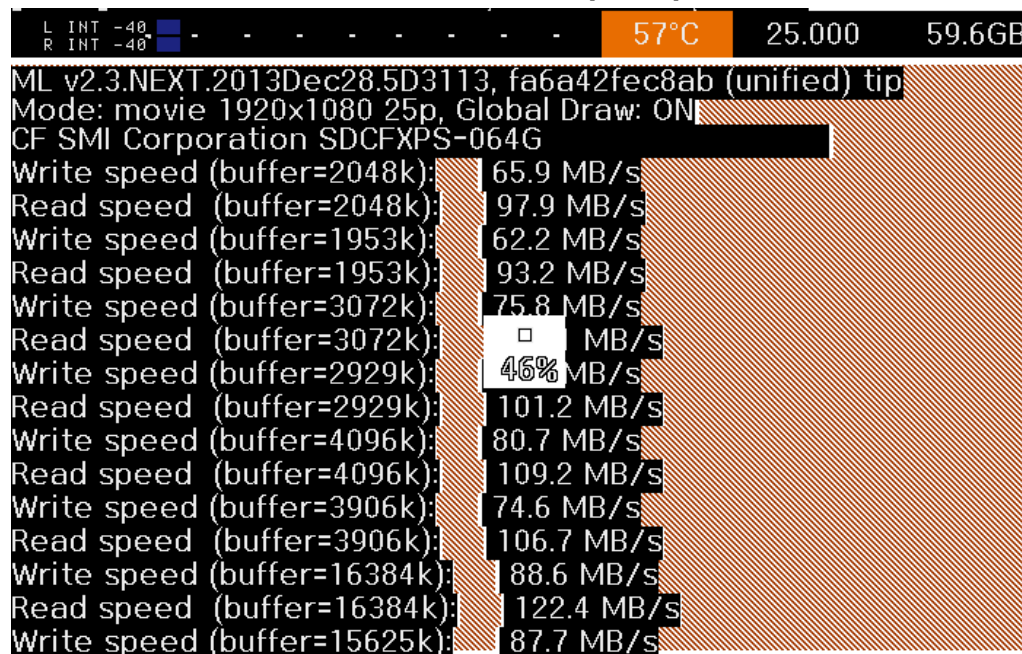 L INT -40
R INT -40
57°C 25.000 59.6GB
ML v2.3.NEXT.2013Dec28.5D3113, fa6a42fec8ab (unified) tip
Mode: movie 1920x1080 25p, Global Draw: ON
CF SMI Corporation SDCFXPS-064G
Write speed (buffer=2048k): 65.9 MB/s
Read speed (buffer=2048k): 97.9 MB/s
Write speed (buffer=1953k): 62.2 MB/s
Read speed (buffer=1953k): 93.2 MB/s
Write speed (buffer=3072k): 75.8 MB/s
Read speed (buffer=3072k): MB/s
46%
Write speed (buffer=2929k): MB/s
Read speed (buffer=2929k): 101.2 MB/s
Write speed (buffer=4096k): 80.7 MB/s
Read speed (buffer=4096k): 109.2 MB/s
Write speed (buffer=3906k): 74.6 MB/s
Read speed (buffer=3906k): 106.7 MB/s
Write speed (buffer=16384k): 88.6 MB/s
Read speed (buffer=16384k): 122.4 MB/s
Write speed (buffer=15625k): 87.7 MB/s